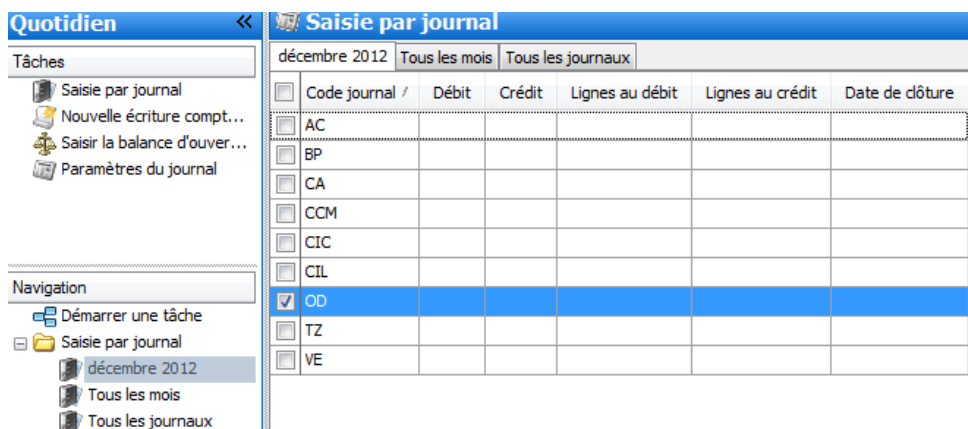 Quotidien «
Tâches
Saisie par journal
Nouvelle écriture compt...
Saisir la balance d'ouver...
Paramètres du journal
Navigation
Démarrer une tâche
Saisie par journal
décembre 2012
Tous les mois
Tous les journaux
Saisie par journal
décembre 2012 Tous les mois Tous les journaux
Code journal / Débit Crédit Lignes au débit Lignes au crédit Date de clôture
AC
BP
CA
CCM
CIC
CIL
OD
TZ
VE